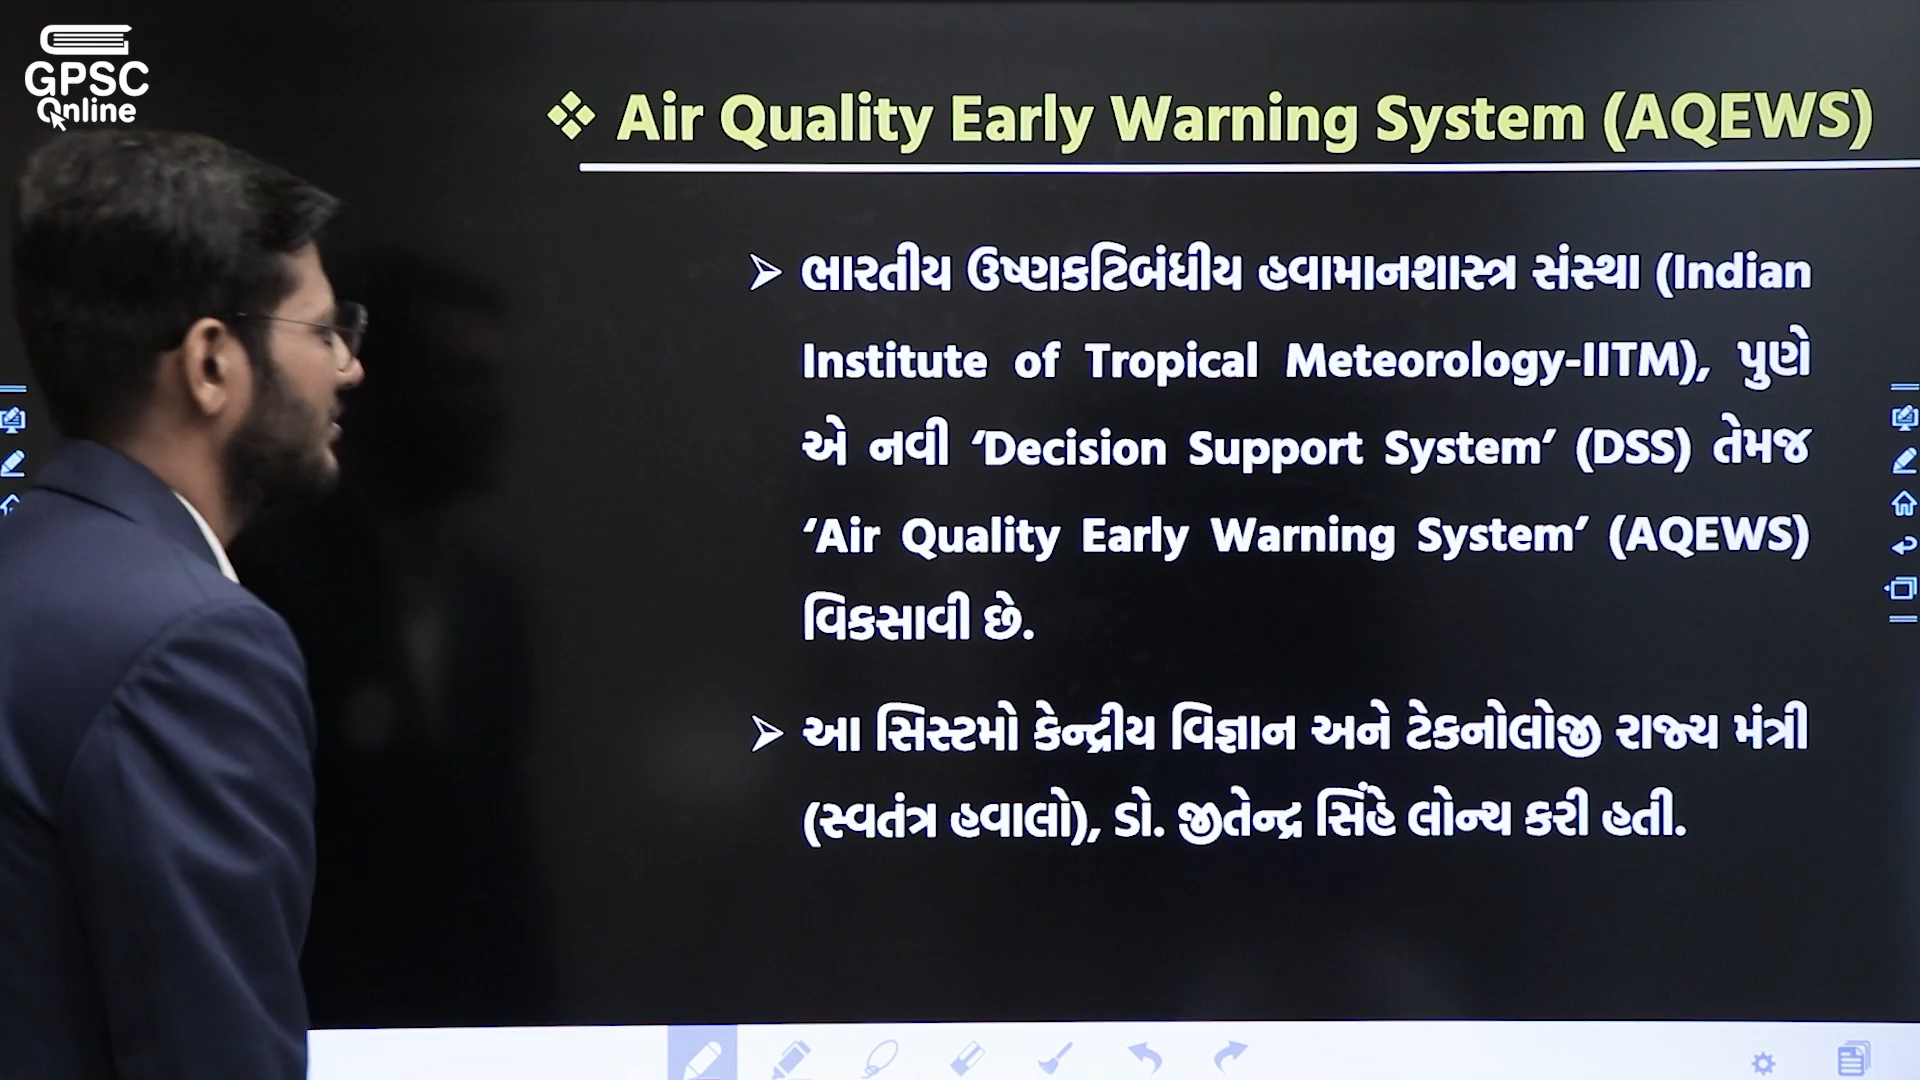 GPSC
Online
Air Quality Early Warning System (AQEWS)
ભારતીય ઉષ્ણકટિબંધીય હવામાનશાસ્ત્ર સંસ્થા (Indian
Institute of Tropical Meteorology-IITM), પુણે
એ નવી ‘Decision Support System’ (DSS) તેમજ
‘Air Quality Early Warning System’ (AQEWS)
વિકસાવી છે.
આ સિસ્ટમો કેન્દ્રીય વિજ્ઞાન અને ટેકનોલોજી રાજ્ય મંત્રી
(સ્વતંત્ર હવાલો), ડો. જીતેન્દ્ર સિંહે લોન્ચ કરી હતી.